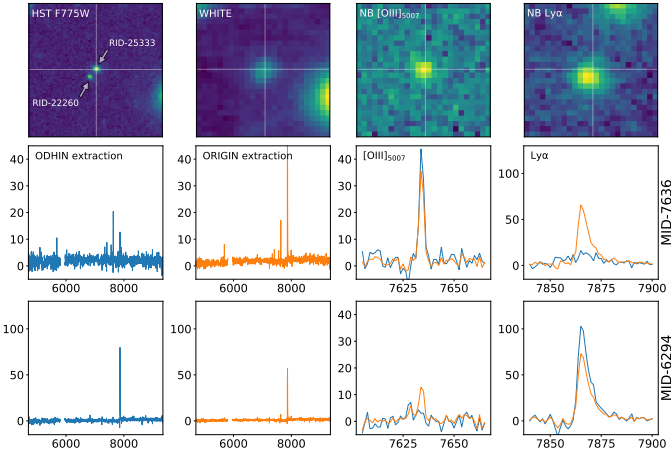 HST F775W
RID-25333
RID-22260
WHITE
NB [OIII]5007
NB Lyα
ODHIN extraction
ORIGIN extraction
[OIII]5007
Lyα
MID-7636
40
30
20
10
0
6000 8000
40
30
20
10
0
6000 8000
40
30
20
10
0
7625 7650
100
50
0
7850 7875 7900
MID-6294
100
50
0
6000 8000
100
50
0
6000 8000
40
30
20
10
0
7625 7650
100
50
0
7850 7875 7900